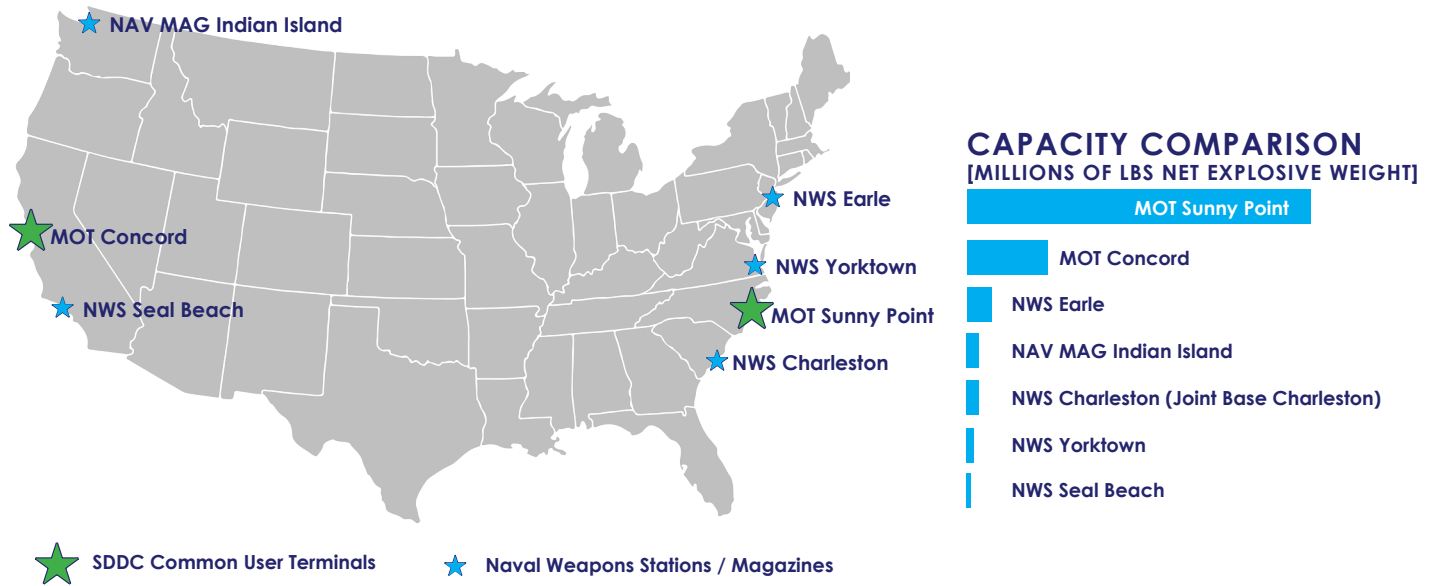 NAV MAG Indian Island
MOT Concord
NWS Seal Beach
NWS Earle
NWS Yorktown
MOT Sunny Point
NWS Charleston
SDDC Common User Terminals
Naval Weapons Stations / Magazines
CAPACITY COMPARISON
[MILLIONS OF LBS NET EXPLOSIVE WEIGHT]
MOT Sunny Point
MOT Concord
NWS Earle
NAV MAG Indian Island
NWS Charleston (Joint Base Charleston)
NWS Yorktown
NWS Seal Beach